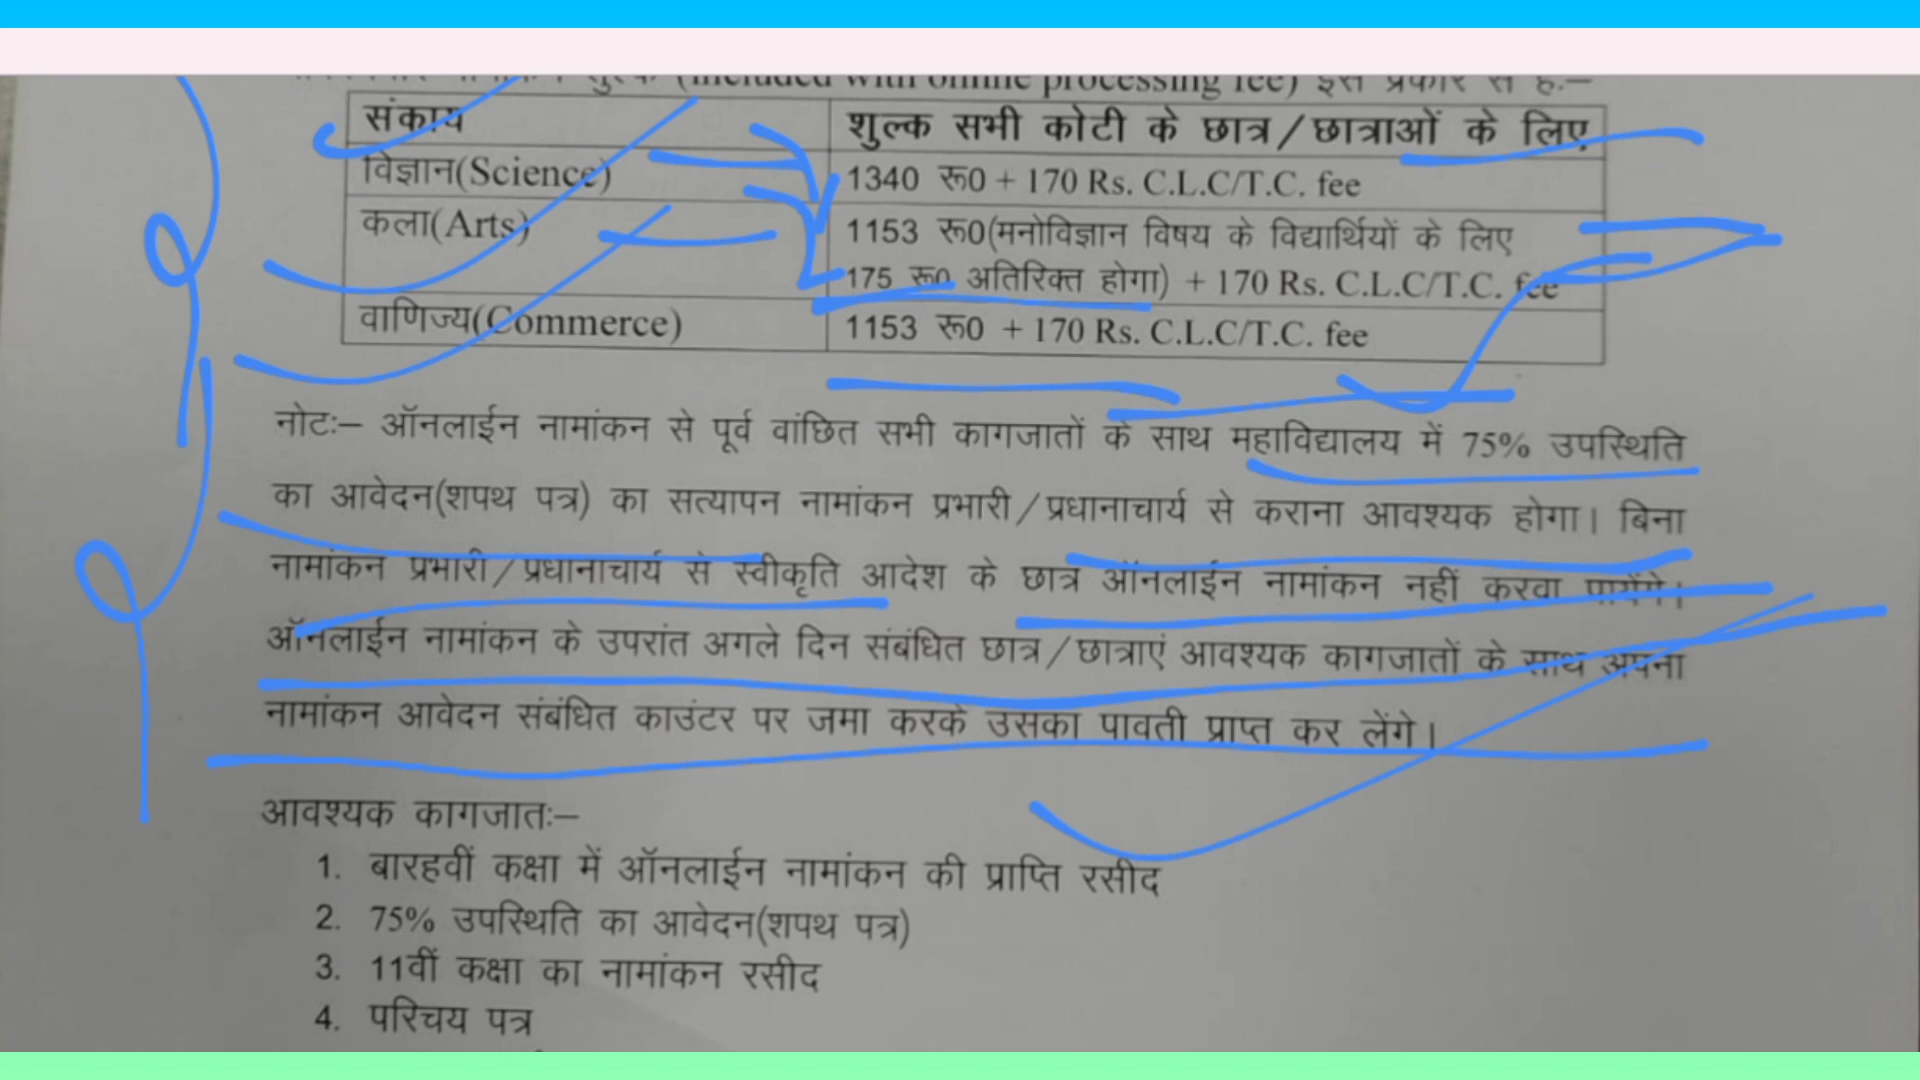 (included with online processing fee) इस प्रकार से है:–
संकाय शुल्क सभी कोटी के छात्र/छात्राओं के लिए
विज्ञान(Science) 1340 रू0 + 170 Rs. C.L.C/T.C. fee
कला(Arts) 1153 रू0(मनोविज्ञान विषय के विद्यार्थियों के लिए
175 रू0 अतिरिक्त होगा) + 170 Rs. C.L.C/T.C. fee
वाणिज्य(Commerce) 1153 रू0 + 170 Rs. C.L.C/T.C. fee
नोटः– ऑनलाईन नामांकन से पूर्व वांछित सभी कागजातों के साथ महाविद्यालय में 75% उपस्थिति
का आवेदन(शपथ पत्र) का सत्यापन नामांकन प्रभारी/प्रधानाचार्य से कराना आवश्यक होगा। बिना
नामांकन प्रभारी/प्रधानाचार्य से स्वीकृति आदेश के छात्र ऑनलाईन नामांकन नहीं करवा पायेंगे।
ऑनलाईन नामांकन के उपरांत अगले दिन संबंधित छात्र/छात्राएं आवश्यक कागजातों के साथ अपना
नामांकन आवेदन संबंधित काउंटर पर जमा करके उसका पावती प्राप्त कर लेंगे।
आवश्यक कागजातः–
1. बारहवीं कक्षा में ऑनलाईन नामांकन की प्राप्ति रसीद
2. 75% उपस्थिति का आवेदन(शपथ पत्र)
3. 11वीं कक्षा का नामांकन रसीद
4. परिचय पत्र